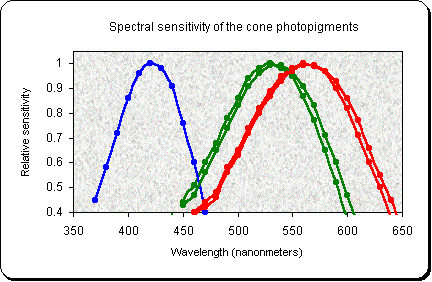 Spectral sensitivity of the cone photopigments
1
0.9
0.8
0.7
0.6
0.5
0.4
Relative sensitivity
350 400 450 500 550 600 650
Wavelength (nanonmeters)